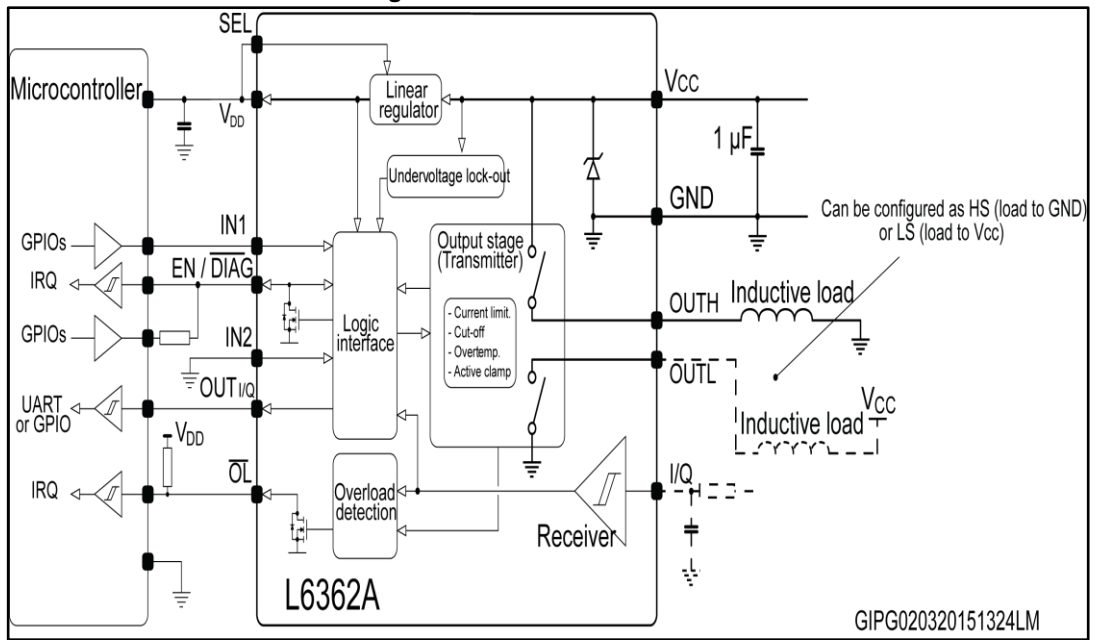 SEL
Microcontroller
VDD
Linear
regulator
VCC
1 µF
Undervoltage lock-out
GND
Can be configured as HS (load to GND)
or LS (load to Vcc)
GPIOs
IN1
IRQ
EN / DIAG
GPIOs
IN2
OUTI/Q
UART
or GPIO
VDD
OL
IRQ
Logic
interface
Output stage
(Transmitter)
- Current limit.
- Cut-off
- Overtemp.
- Active clamp
OUTH
Inductive load
OUTL
VCC
Inductive load
I/Q
Overload
detection
Receiver
L6362A
GIPG020320151324LM